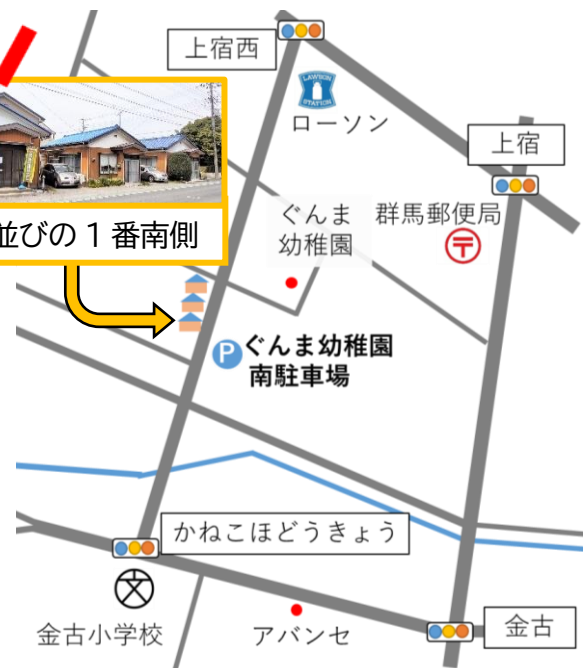 上宿西
LAWSON
STATION
ローソン
上宿
ぐんま
幼稚園
群馬郵便局
並びの1番南側
P
ぐんま幼稚園
南駐車場
かねこほどうきょう
文
金古小学校
アバンセ
金古